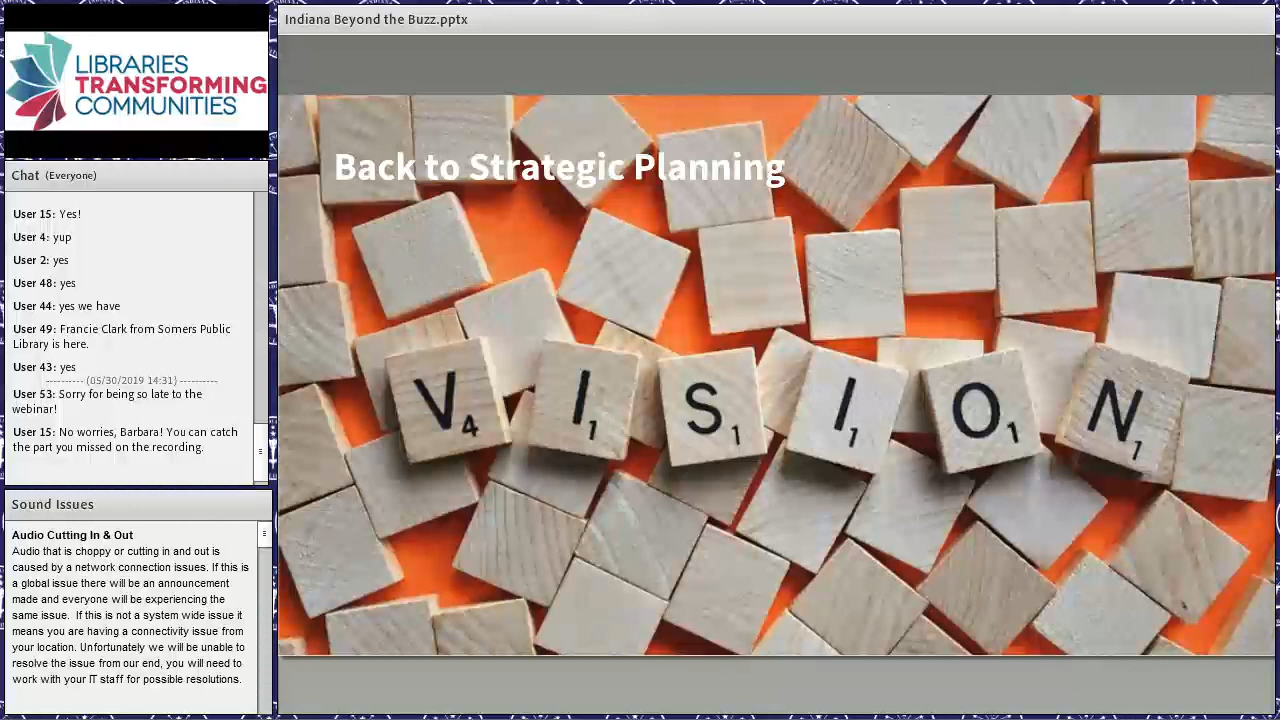 Indiana Beyond the Buzz.pptx
LIBRARIES
TRANSFORMING
COMMUNITIES
Chat (Everyone)
User 15: Yes!
User 4: yup
User 2: yes
User 48: yes
User 44: yes we have
User 49: Francie Clark from Somers Public
Library is here.
User 43: yes
---------- (05/30/2019 14:31) ----------
User 53: Sorry for being so late to the
webinar!
User 15: No worries, Barbara! You can catch
the part you missed on the recording.
Sound Issues
Audio Cutting In & Out
Audio that is choppy or cutting in and out is
caused by a network connection issues. If this is
a global issue there will be an announcement
made and everyone will be experiencing the
same issue.  If this is not a system wide issue it
means you are having a connectivity issue from
your location. Unfortunately we will be unable to
resolve the issue from our end, you will need to
work with your IT staff for possible resolutions.
Back to Strategic Planning
V4 I1 S1 I1 O1 N1